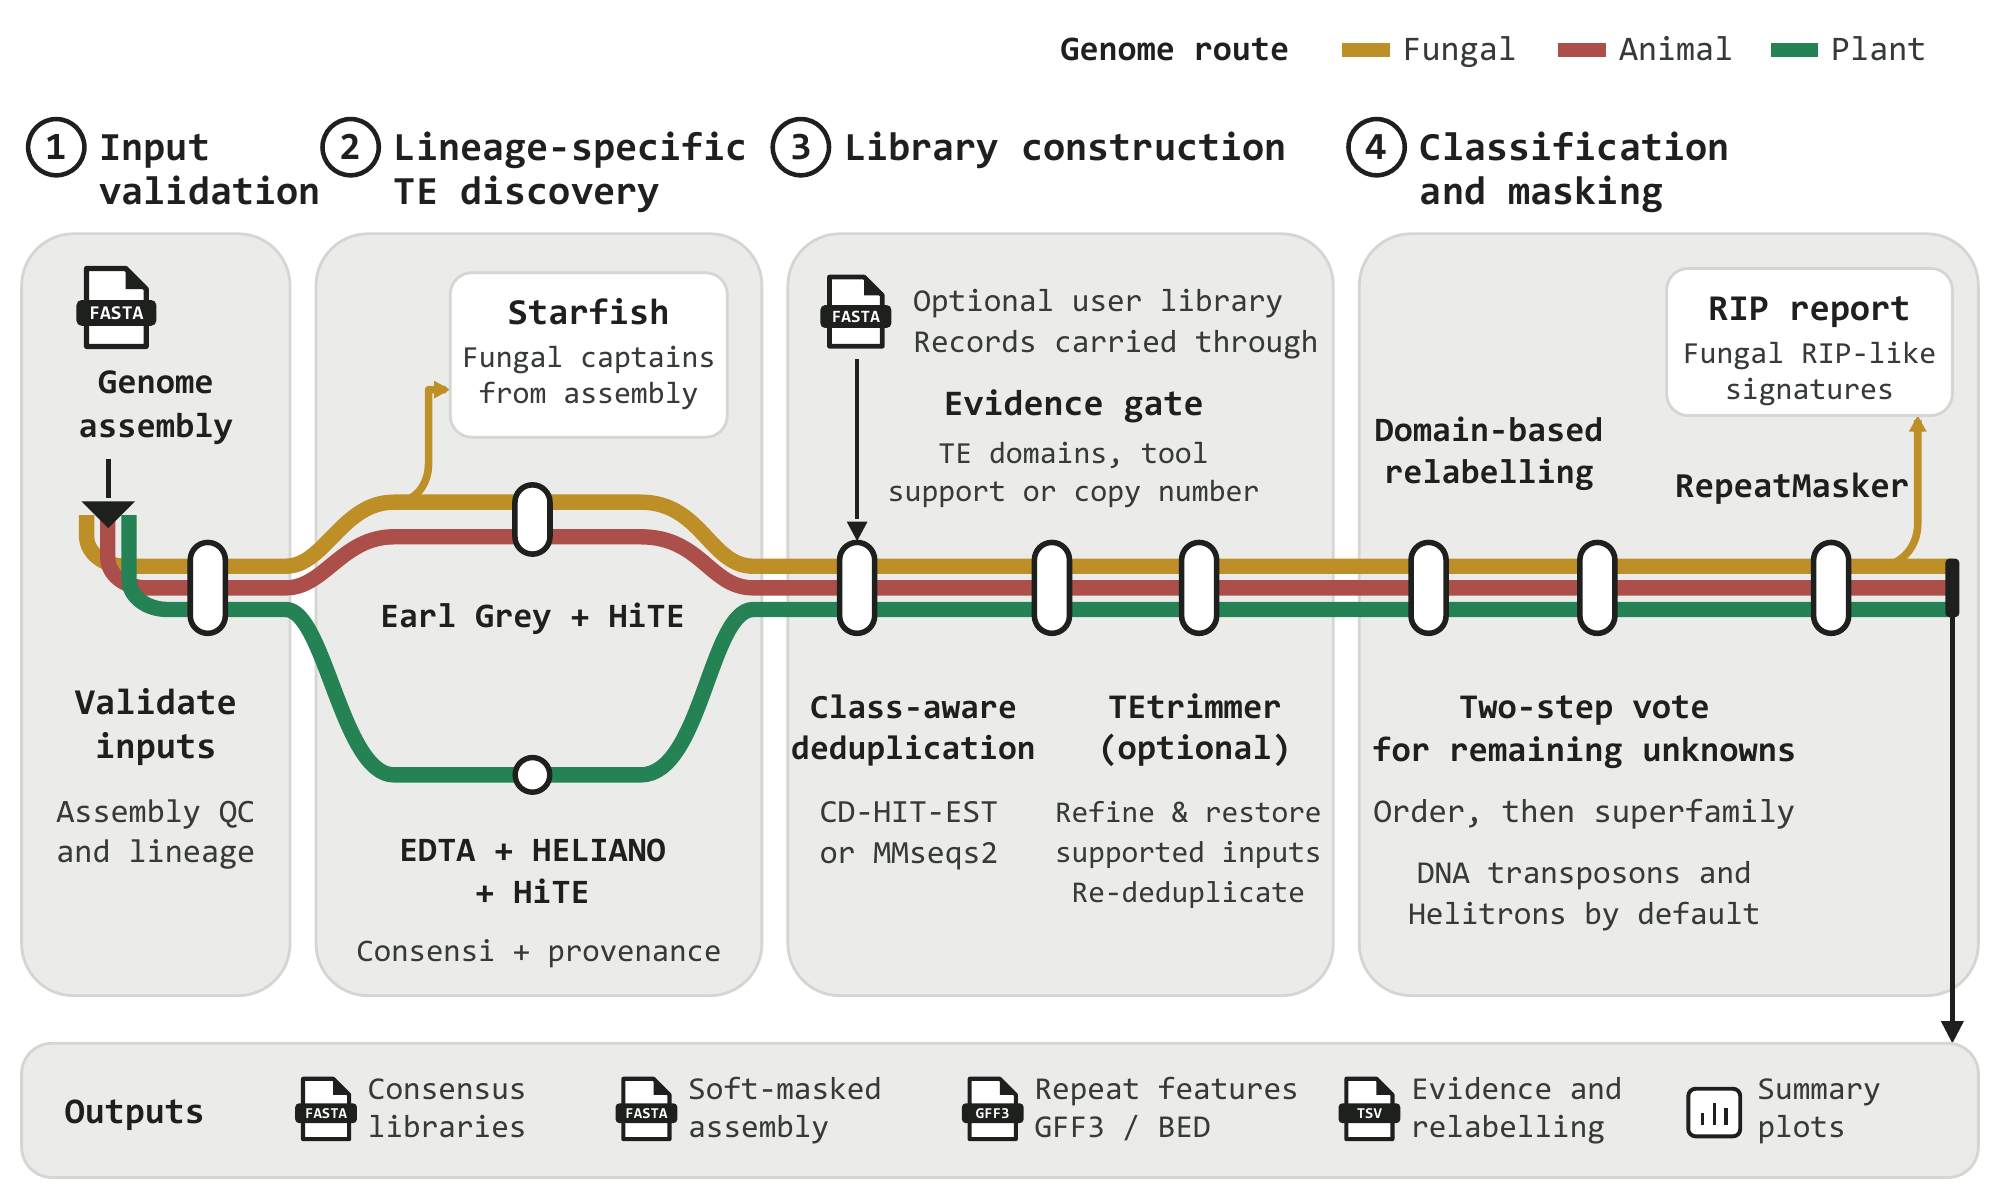 Genome route
Fungal
Animal
Plant
1
Input
validation
2
Lineage-specific
TE discovery
3
Library construction
4
Classification
and masking
FASTA
Genome
assembly
Validate
inputs
Assembly QC
and lineage
Starfish
Fungal captains
from assembly
Earl Grey + HiTE
EDTA + HELIANO
+ HiTE
Consensi + provenance
FASTA
Optional user library
Records carried through
Evidence gate
TE domains, tool
support or copy number
Class-aware
deduplication
CD-HIT-EST
or MMseqs2
TEtrimmer
(optional)
Refine & restore
supported inputs
Re-deduplicate
RIP report
Fungal RIP-like
signatures
Domain-based
relabelling
RepeatMasker
Two-step vote
for remaining unknowns
Order, then superfamily
DNA transposons and
Helitrons by default
Outputs
FASTA
Consensus
libraries
FASTA
Soft-masked
assembly
GFF3
Repeat features
GFF3 / BED
TSV
Evidence and
relabelling
Summary
plots